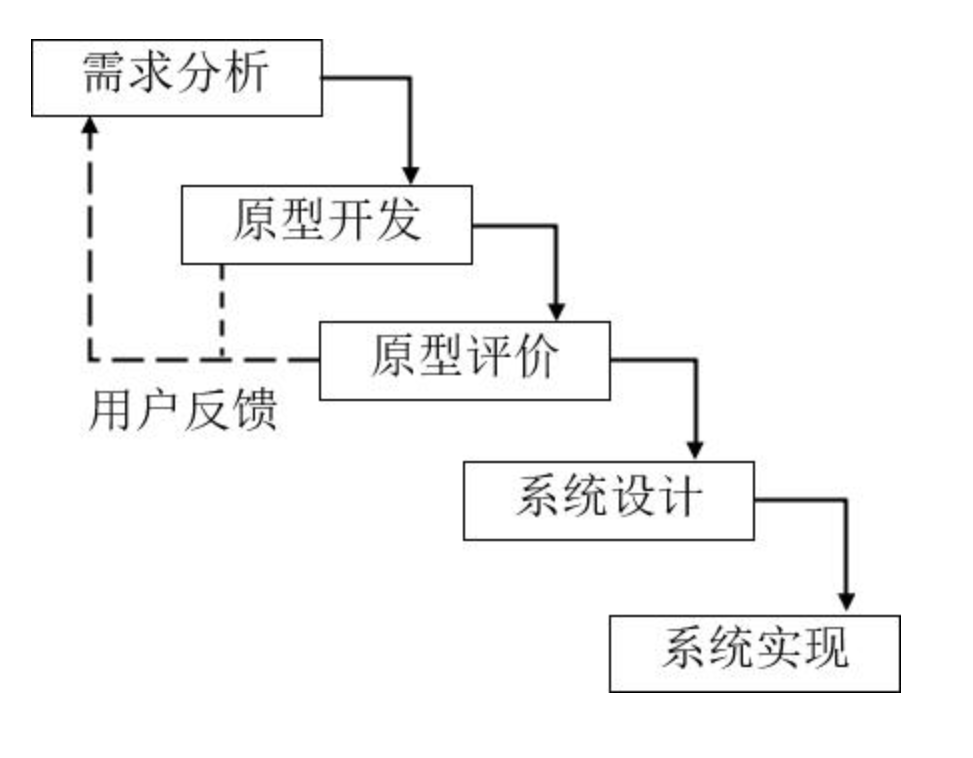 需求分析
原型开发
原型评价
用户反馈
系统设计
系统实现